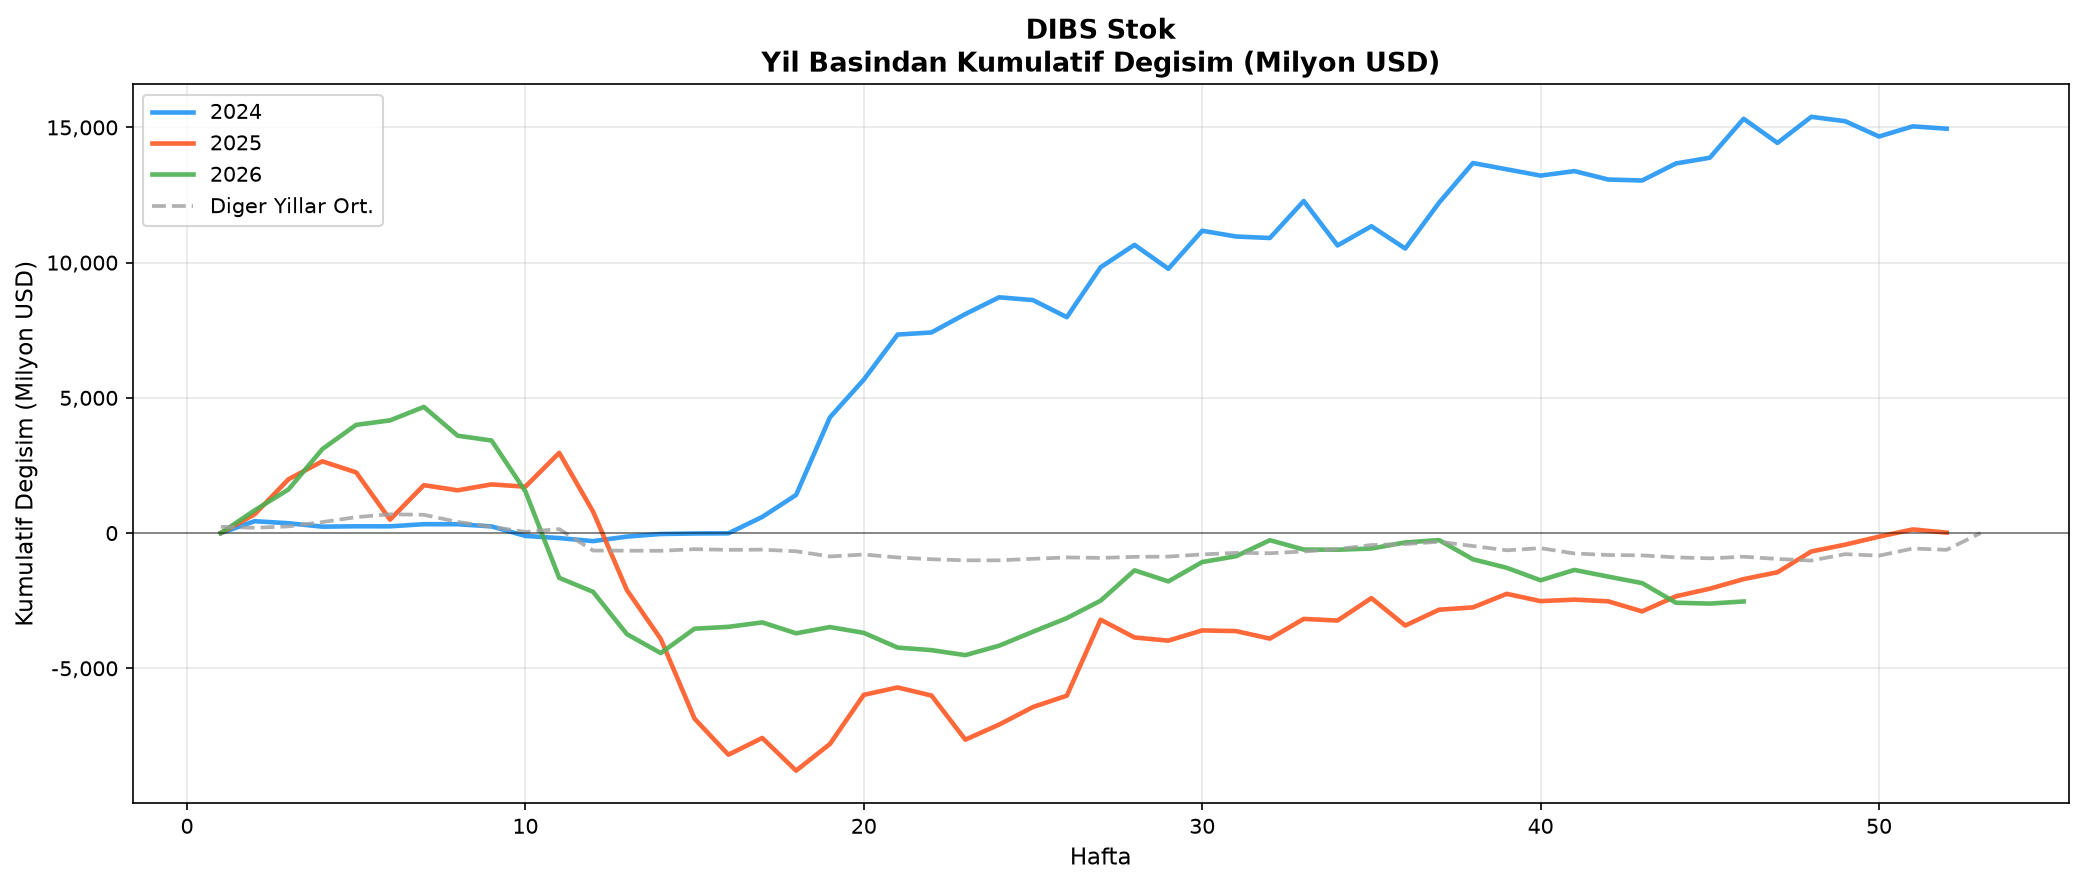 DIBS Stok
Yil Basindan Kumulatif Degisim (Milyon USD)
2024
2025
2026
Diger Yillar Ort.
Kumulatif Degisim (Milyon USD)
15,000
10,000
5,000
0
-5,000
0
10
20
30
40
50
Hafta